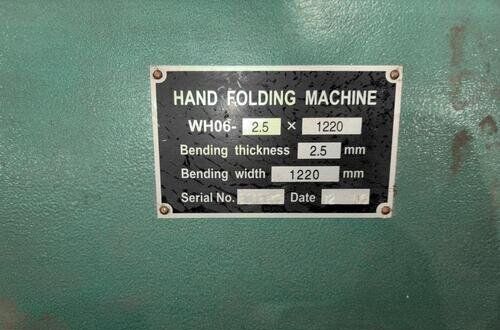 HAND FOLDING MACHINE
WH06- 2.5 × 1220
Bending thickness 2.5 mm
Bending width 1220 mm
Serial No. Date